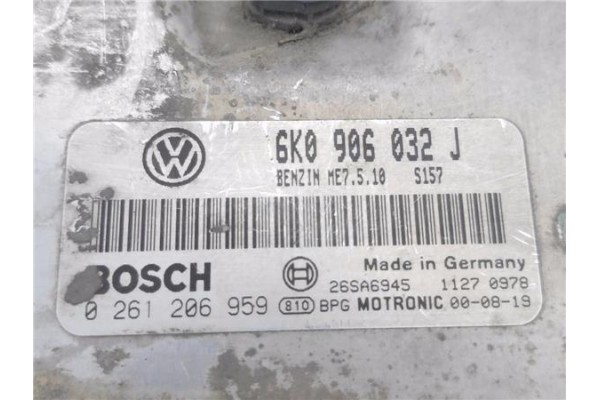 VW
6K0 906 032 J
BENZIN ME7.5.10 S157
BOSCH Made in Germany
26SA6945 1127 0978
0 261 206 959 810 BPG MOTRONIC 00-08-19